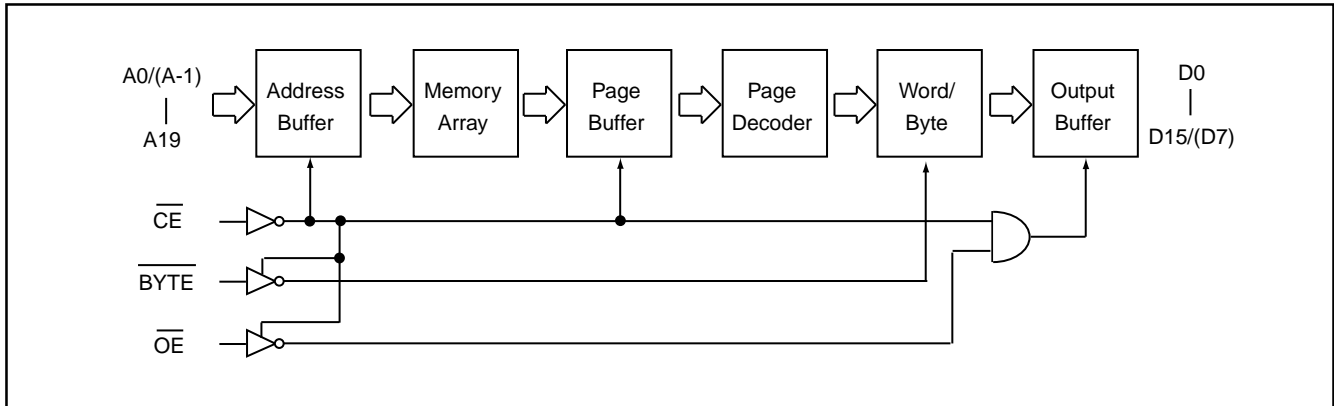 A0/(A-1)
A19
Address
Buffer
Memory
Array
Page
Buffer
Page
Decoder
Word/
Byte
Output
Buffer
D0
D15/(D7)
CE
BYTE
OE